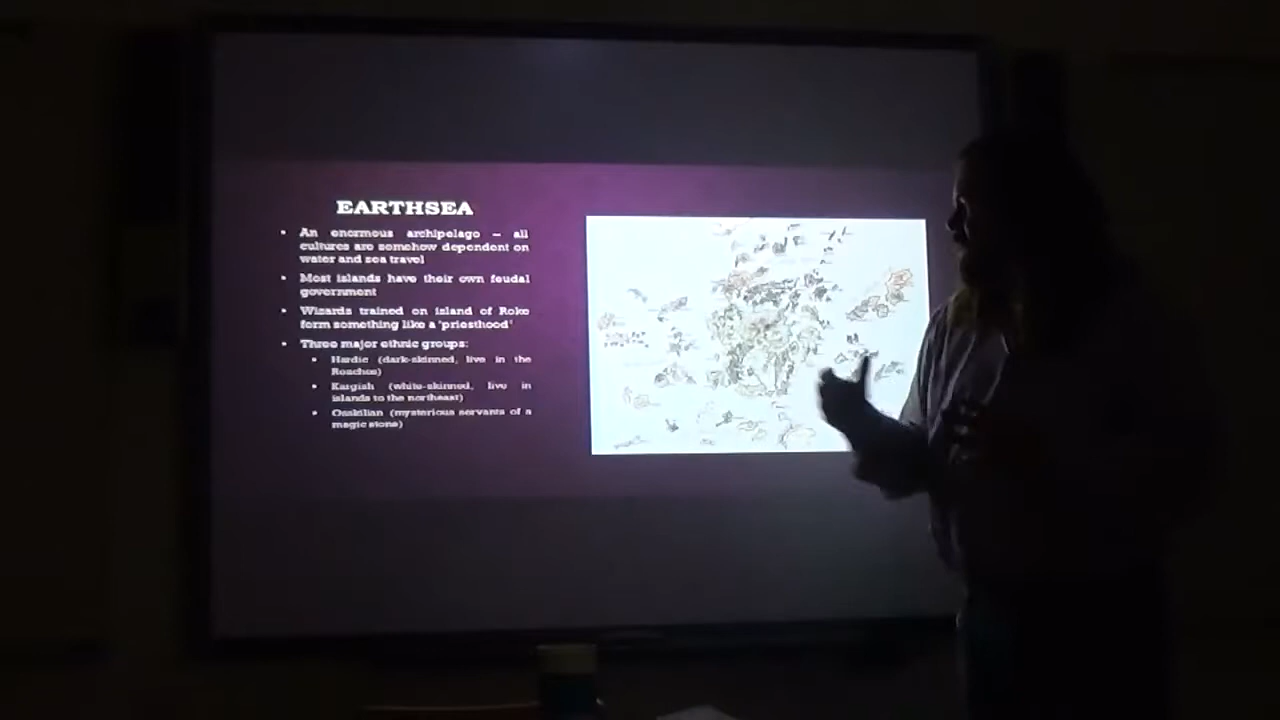 EARTHSEA
• An enormous archipelago – all
cultures are somehow dependent on
water and sea travel
• Most islands have their own feudal
government
• Wizards trained on island of Roke
form something like a 'priesthood'
• Three major ethnic groups:
• Hardic (dark-skinned, live in the
Reaches)
• Kargish (white-skinned, live in
islands to the northeast)
• Osskilian (mysterious servants of a
magic stone)